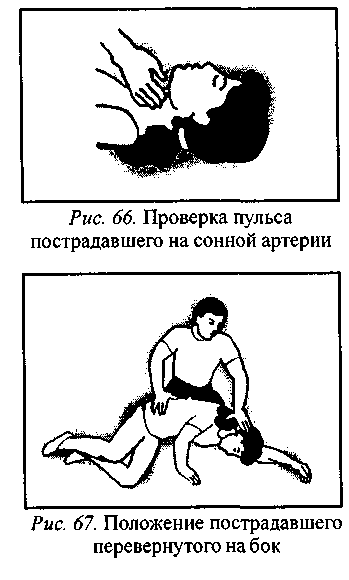 Рис. 66. Проверка пульса
пострадавшего на сонной артерии
Рис. 67. Положение пострадавшего
перевернутого на бок